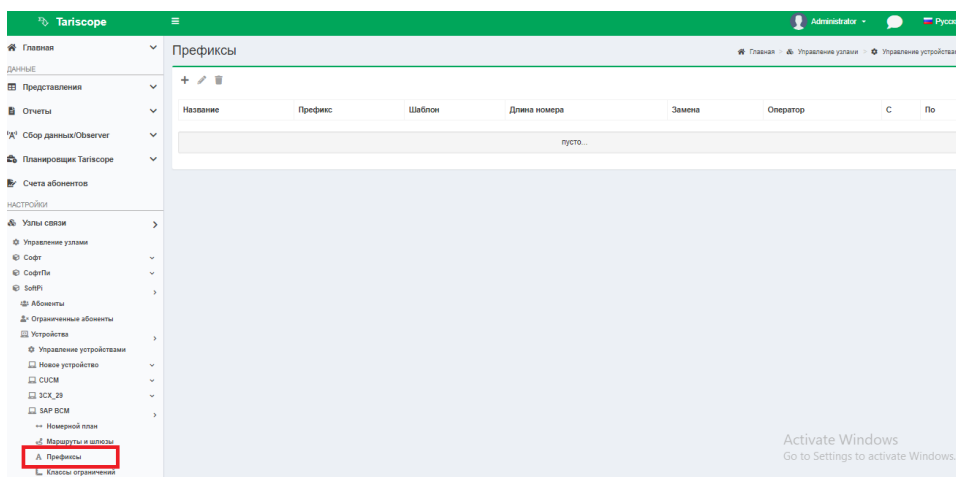 Tariscope
Administrator
Русск
Главная
ДАННЫЕ
Представления
Отчеты
Сбор данных/Observer
Планировщик Tariscope
Счета абонентов
НАСТРОЙКИ
Узлы связи
Управление узлами
Софт
СофтПи
SoftPi
Абоненты
Ограниченные абоненты
Устройства
Управление устройствами
Новое устройство
CUCM
3CX_29
SAP BCM
Номерной план
Маршруты и шлюзы
Префиксы
Классы ограничений
Префиксы
Главная > Управление узлами > Управление устройствам
Название Префикс Шаблон Длина номера Замена Оператор С По
пусто...
Activate Windows
Go to Settings to activate Windows.